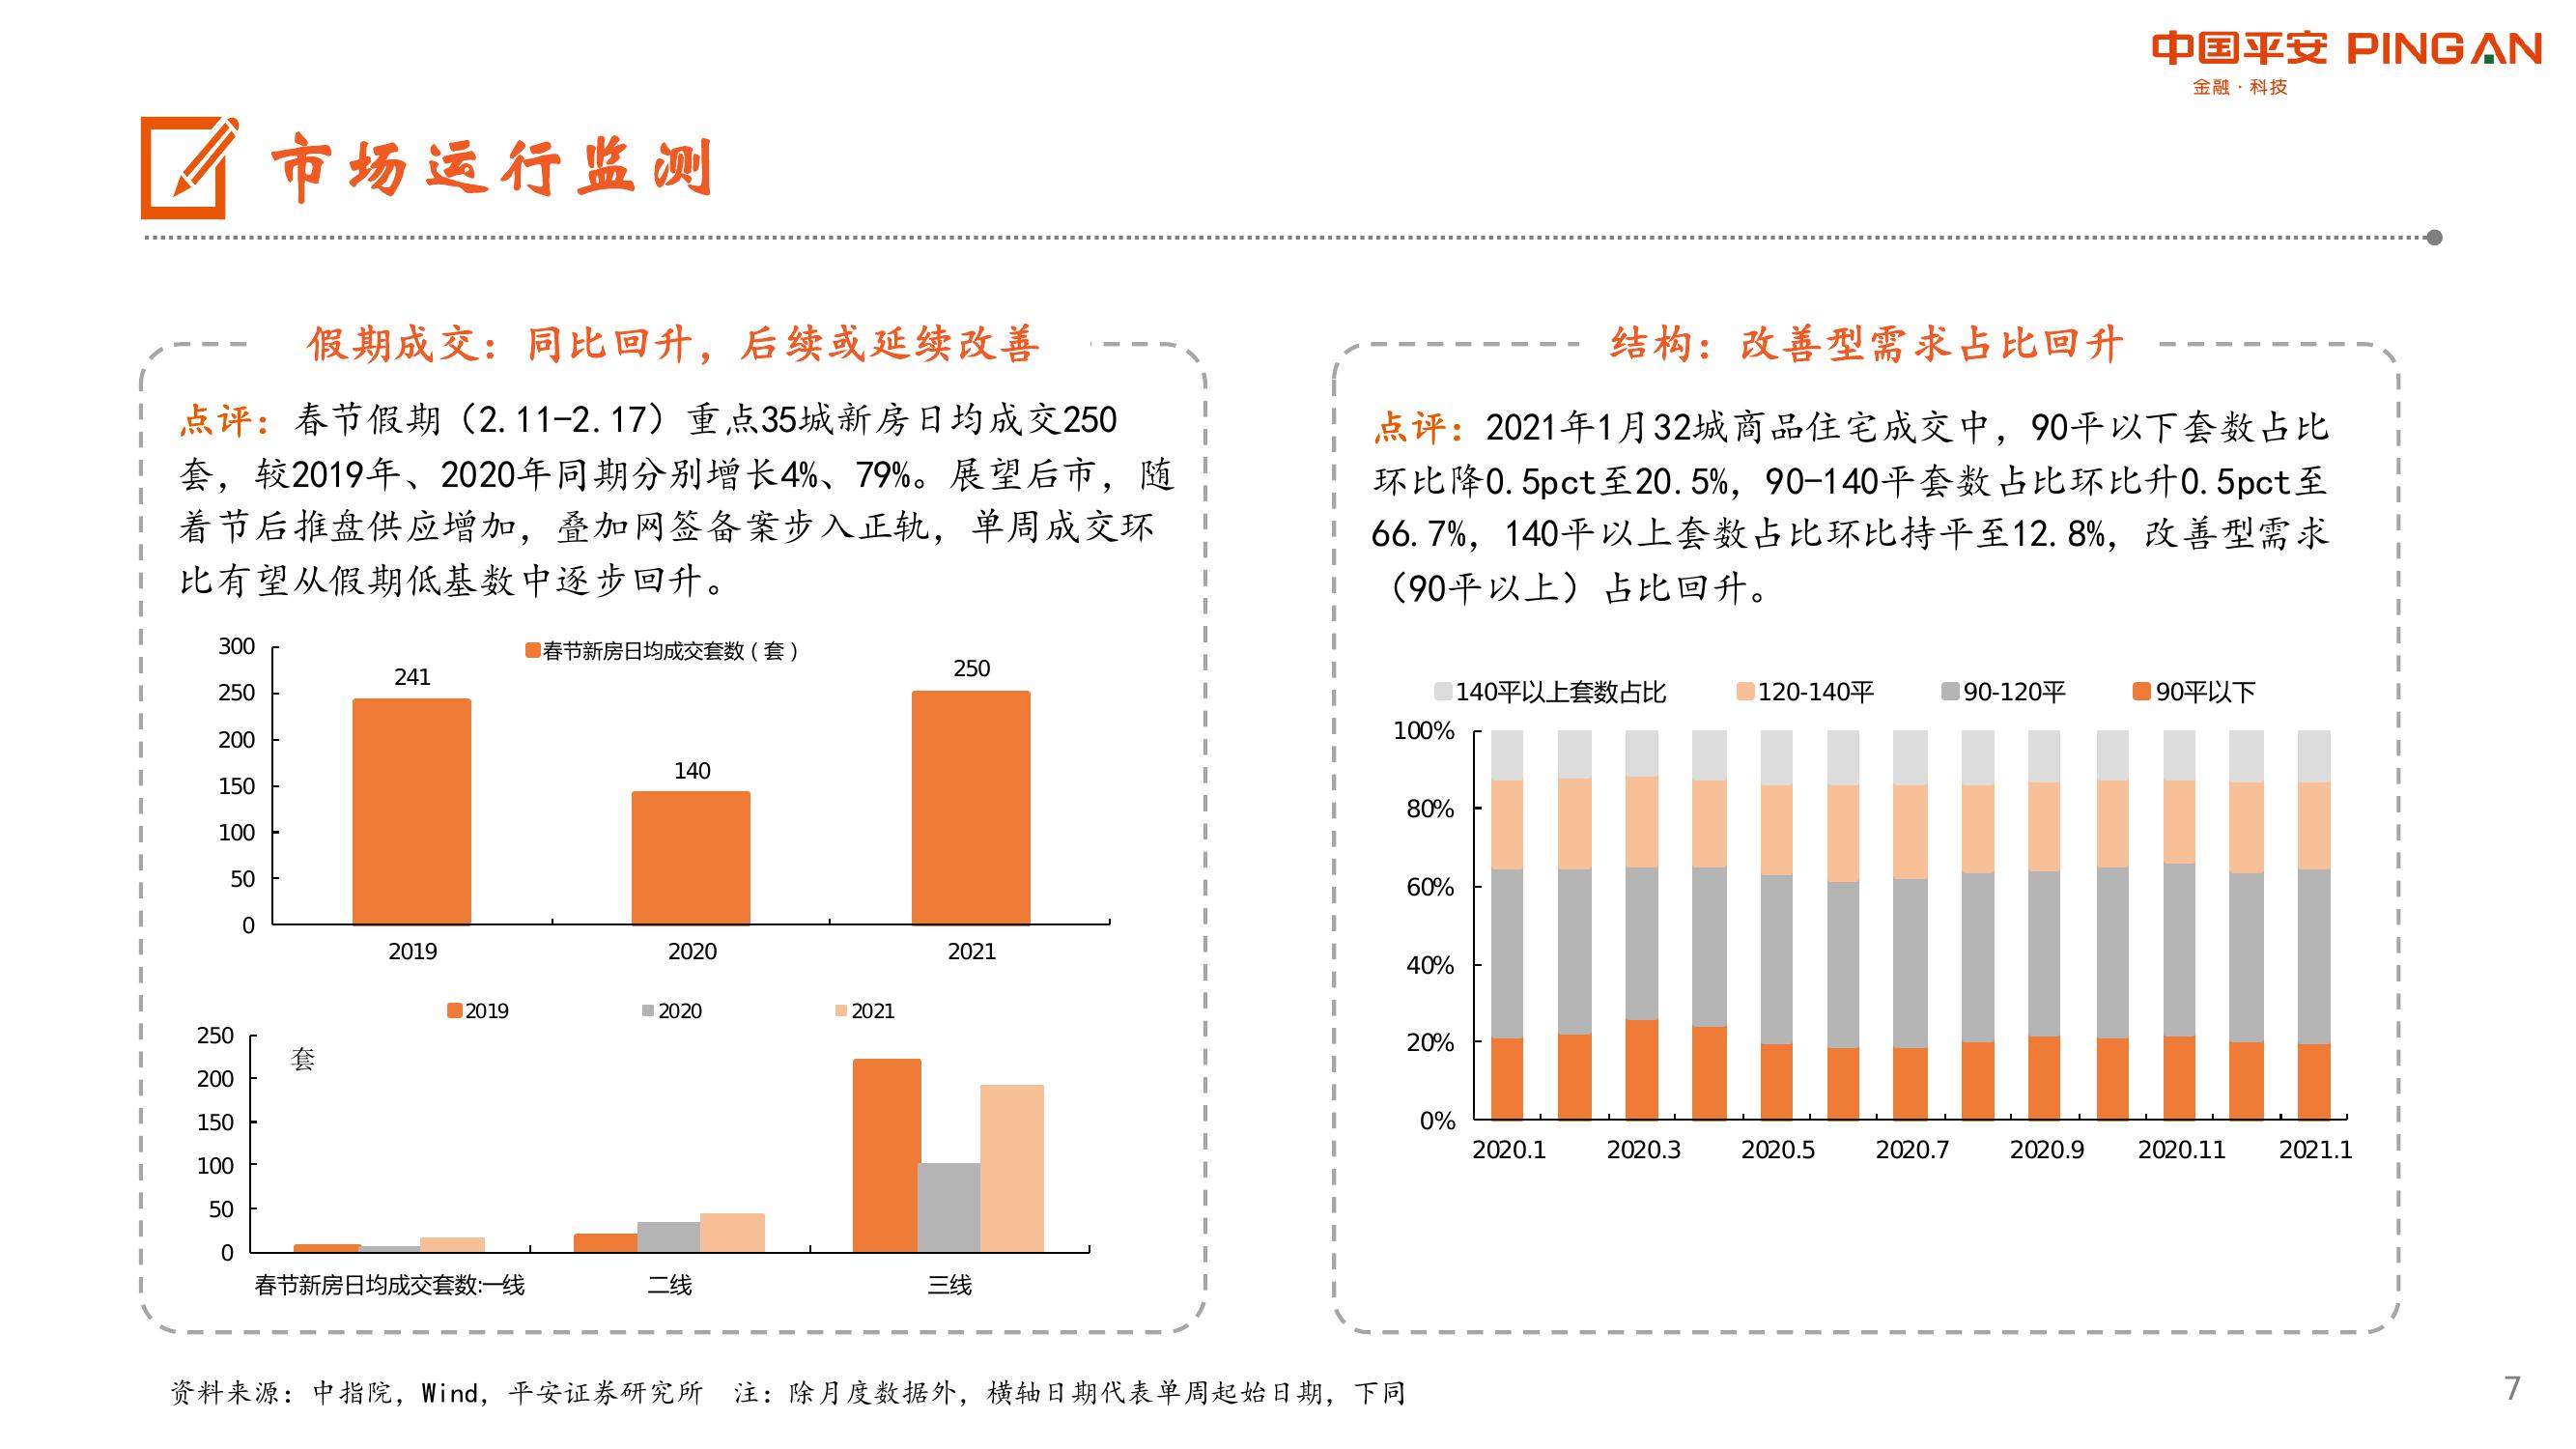 中国平安 PINGAN
金融·科技
市场运行监测
假期成交：同比回升，后续或延续改善
点评：春节假期（2.11-2.17）重点35城新房日均成交250
套，较2019年、2020年同期分别增长4%、79%。展望后市，随
着节后推盘供应增加，叠加网签备案步入正轨，单周成交环
比有望从假期低基数中逐步回升。
春节新房日均成交套数（套）
300
250
200
150
100
50
0
241
140
250
2019
2020
2021
2019
2020
2021
套
250
200
150
100
50
0
春节新房日均成交套数:一线
二线
三线
结构：改善型需求占比回升
点评：2021年1月32城商品住宅成交中，90平以下套数占比
环比降0.5pct至20.5%，90-140平套数占比环比升0.5pct至
66.7%，140平以上套数占比环比持平至12.8%，改善型需求
（90平以上）占比回升。
140平以上套数占比
120-140平
90-120平
90平以下
100%
80%
60%
40%
20%
0%
2020.1
2020.3
2020.5
2020.7
2020.9
2020.11
2021.1
资料来源：中指院，Wind，平安证券研究所 注：除月度数据外，横轴日期代表单周起始日期，下同
7